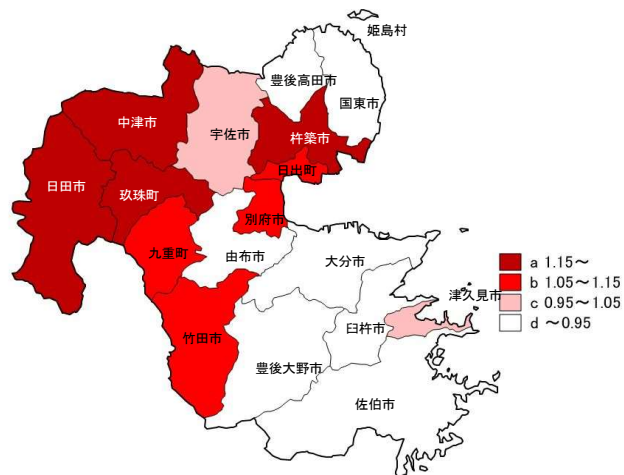 姫島村
豊後高田市
国東市
中津市
宇佐市
杵築市
日出町
日田市
玖珠町
別府市
九重町
由布市
大分市
津久見市
竹田市
臼杵市
豊後大野市
佐伯市
a 1.15～
b 1.05～1.15
c 0.95～1.05
d ～0.95